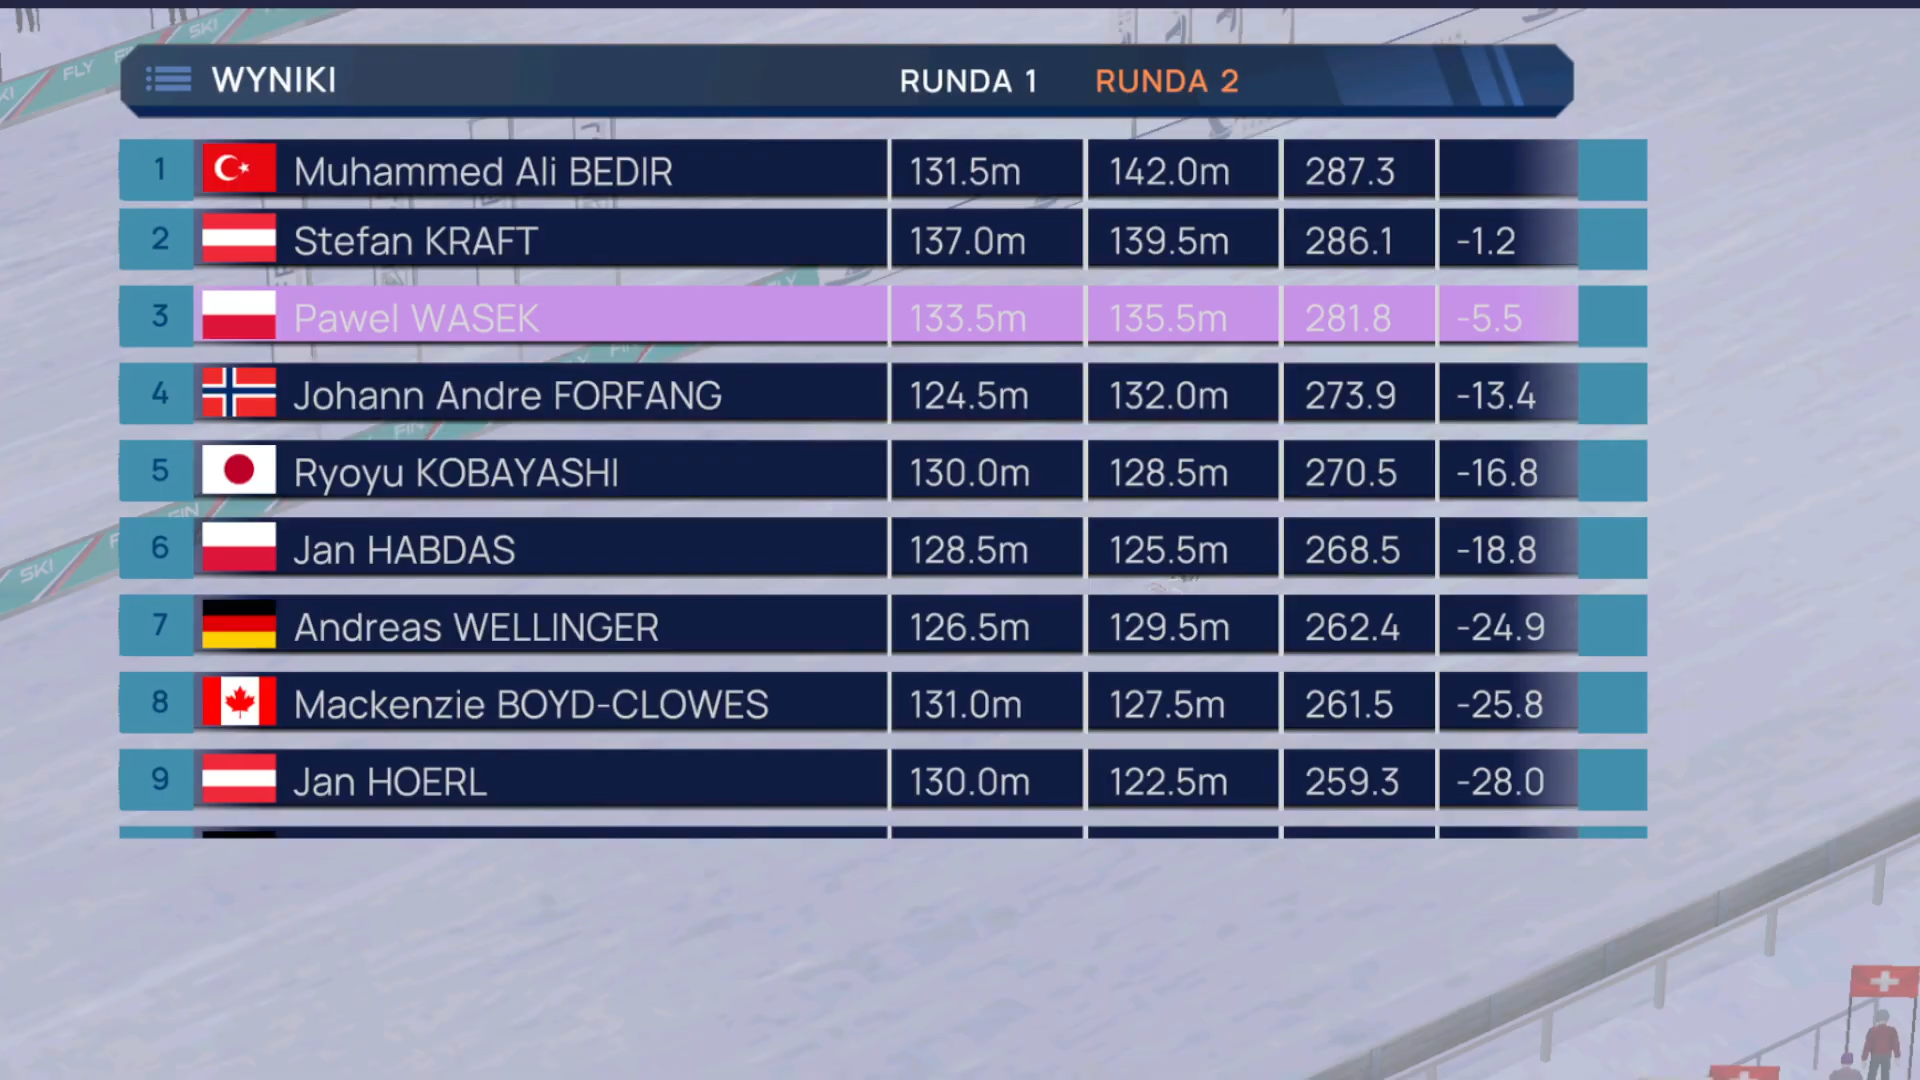 WYNIKI RUNDA 1 RUNDA 2
1 Muhammed Ali BEDIR 131.5m 142.0m 287.3
2 Stefan KRAFT 137.0m 139.5m 286.1 -1.2
3 Pawel WASEK 133.5m 135.5m 281.8 -5.5
4 Johann Andre FORFANG 124.5m 132.0m 273.9 -13.4
5 Ryoyu KOBAYASHI 130.0m 128.5m 270.5 -16.8
6 Jan HABDAS 128.5m 125.5m 268.5 -18.8
7 Andreas WELLINGER 126.5m 129.5m 262.4 -24.9
8 Mackenzie BOYD-CLOWES 131.0m 127.5m 261.5 -25.8
9 Jan HOERL 130.0m 122.5m 259.3 -28.0
SKI
FLY
FLY
FIN
SKI